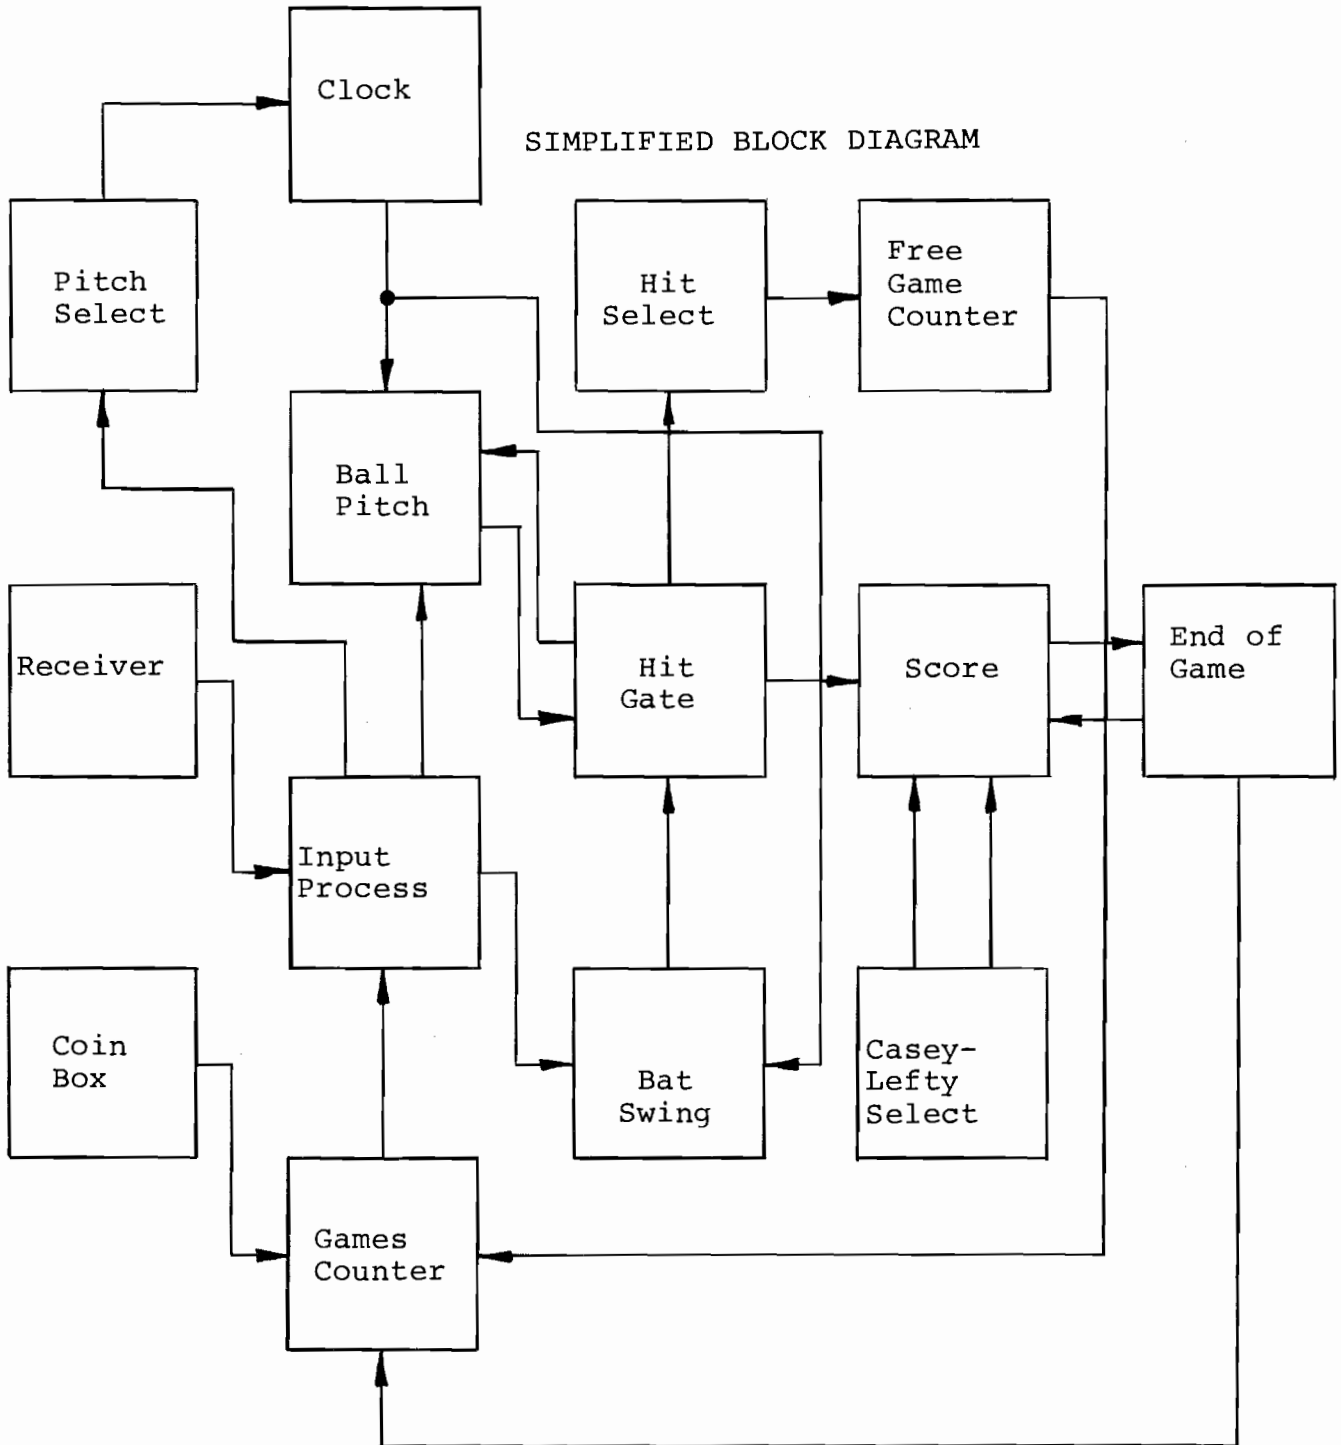 Clock
SIMPLIFIED BLOCK DIAGRAM
Pitch
Select
Hit
Select
Free
Game
Counter
Ball
Pitch
Receiver
Hit
Gate
Score
End of
Game
Input
Process
Coin
Box
Bat
Swing
Casey-
Lefty
Select
Games
Counter